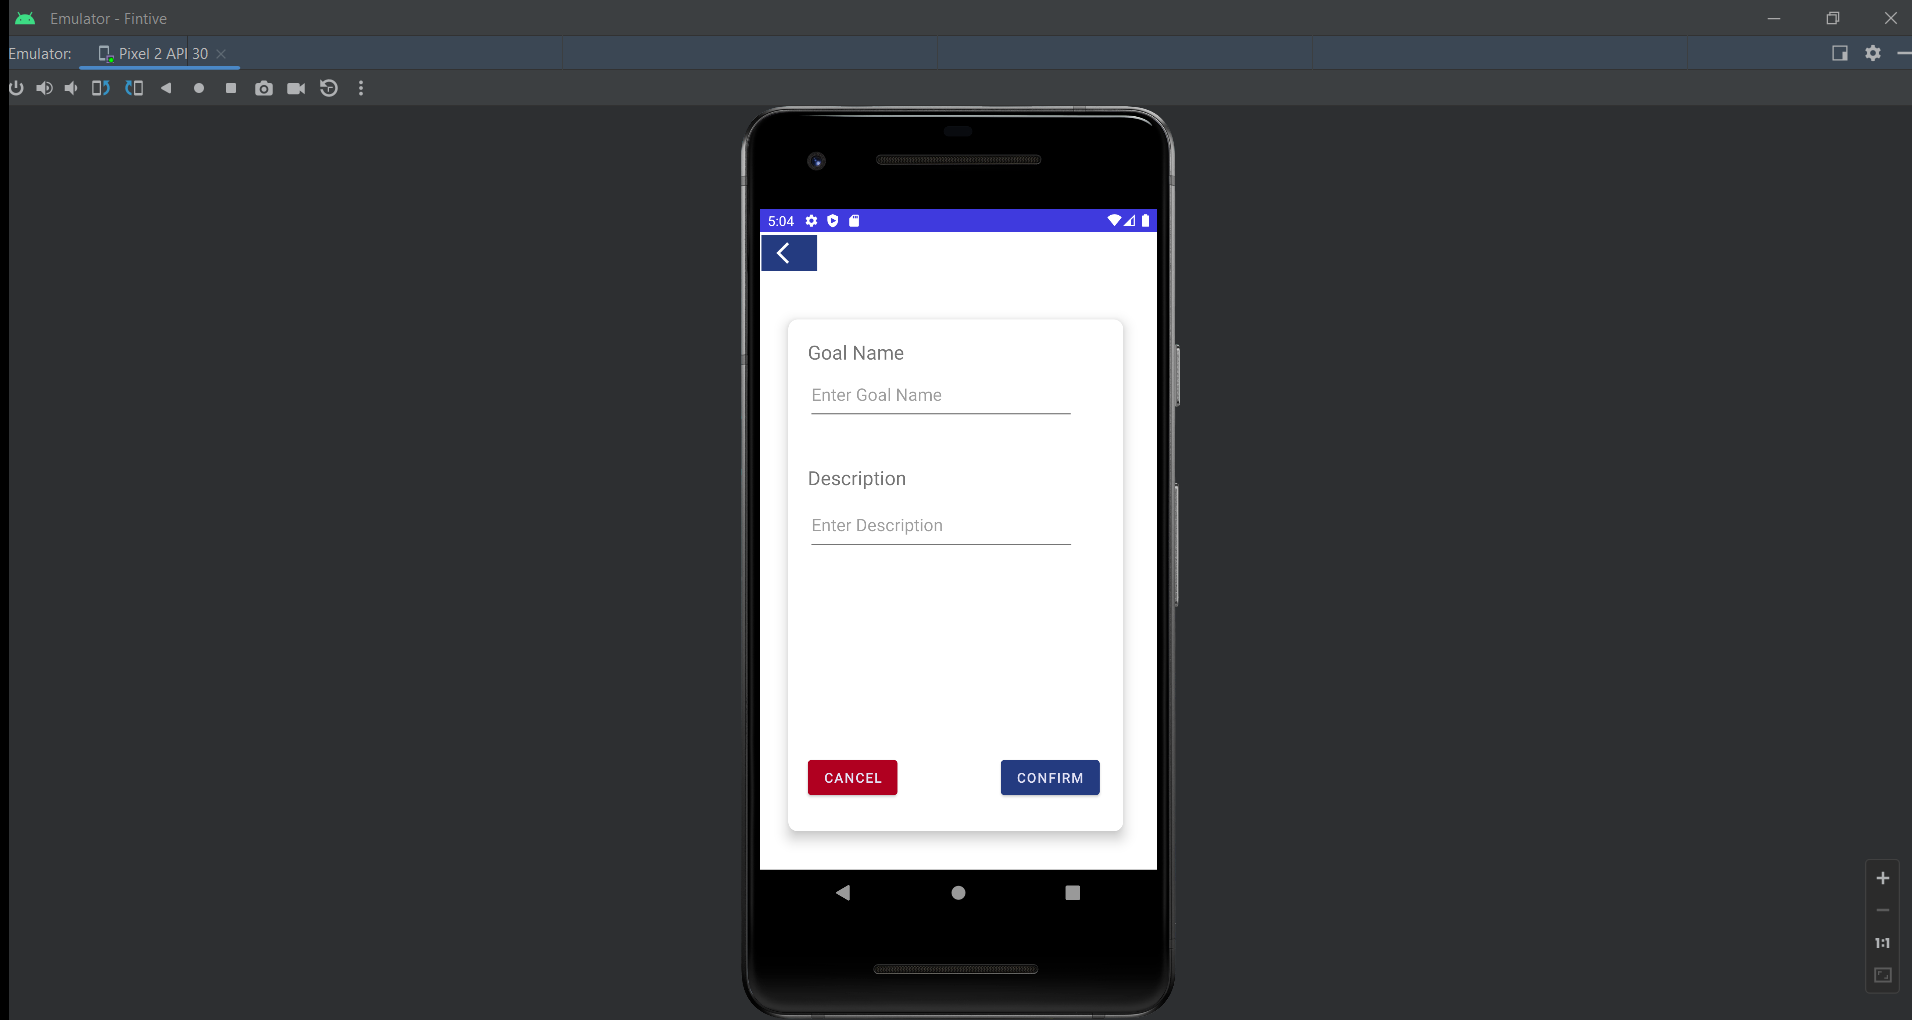 Emulator - Fintive
Emulator: Pixel 2 API 30
5:04
Goal Name
Enter Goal Name
Description
Enter Description
CANCEL CONFIRM
1:1